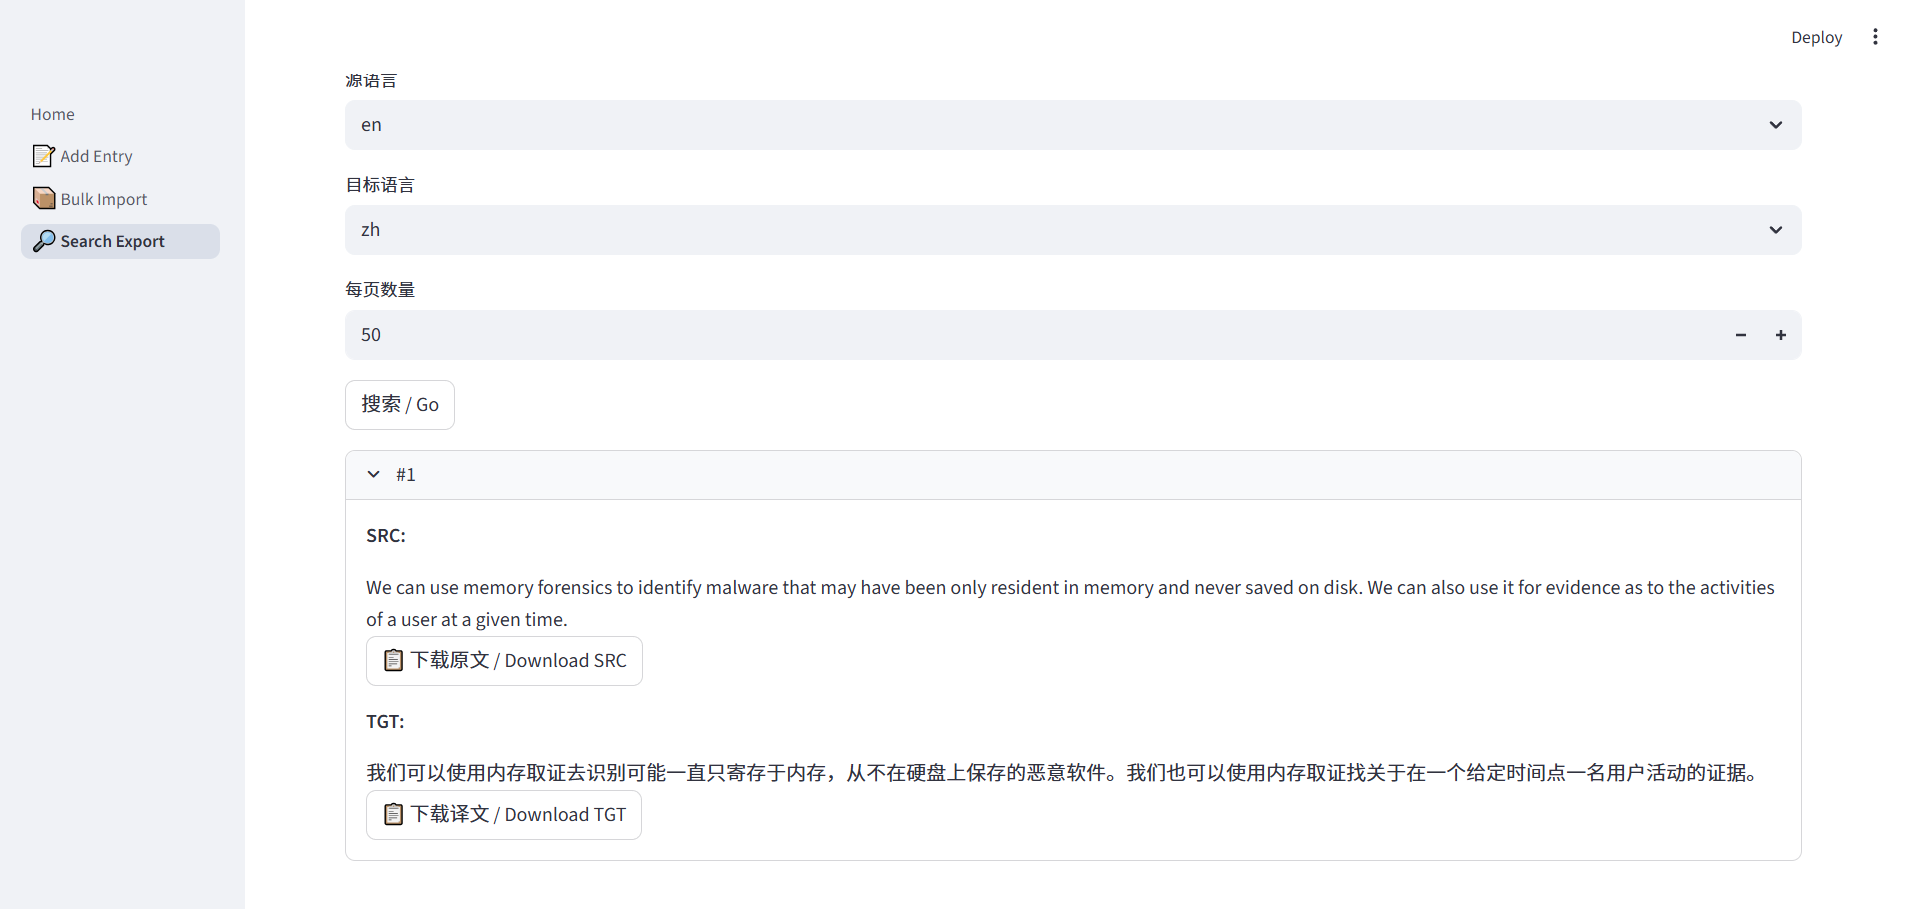 Deploy
Home
Add Entry
Bulk Import
Search Export
源语言
en
目标语言
zh
每页数量
50
搜索 / Go
#1
SRC:
We can use memory forensics to identify malware that may have been only resident in memory and never saved on disk. We can also use it for evidence as to the activities
of a user at a given time.
下载原文 / Download SRC
TGT:
我们可以使用内存取证去识别可能一直只寄存于内存，从不在硬盘上保存的恶意软件。我们也可以使用内存取证找关于在一个给定时间点一名用户活动的证据。
下载译文 / Download TGT